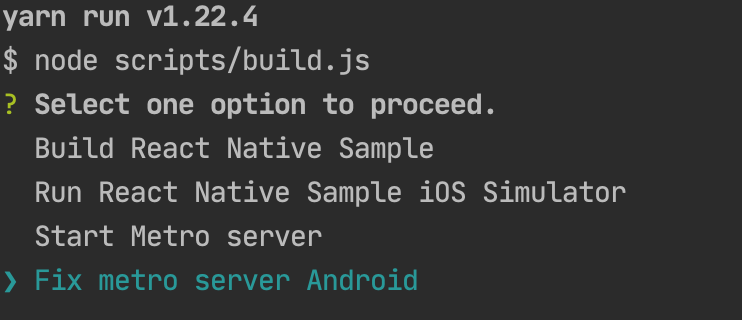 yarn run v1.22.4
$ node scripts/build.js
? Select one option to proceed.
Build React Native Sample
Run React Native Sample iOS Simulator
Start Metro server
❯ Fix metro server Android